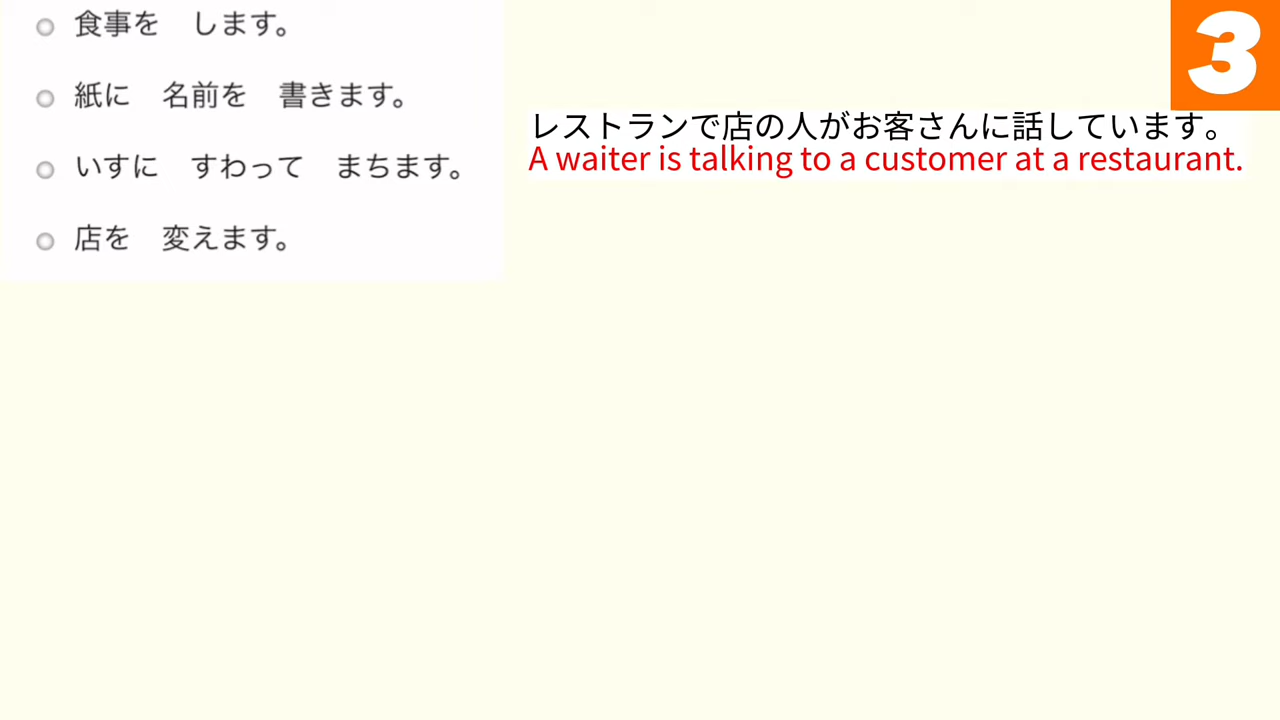 食事を　します。
紙に　名前を　書きます。
いすに　すわって　まちます。
店を　変えます。
3
レストランで店の人がお客さんに話しています。
A waiter is talking to a customer at a restaurant.